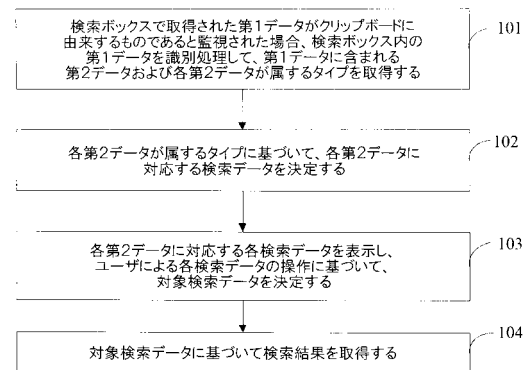 検索ボックスで取得された第1データがクリップボードに
由来するものであると監視された場合、検索ボックス内の
第1データを識別処理して、第1データに含まれる
第2データおよび各第2データが属するタイプを取得する
101
各第2データが属するタイプに基づいて、各第2データに
対応する検索データを決定する
102
各第2データに対応する各検索データを表示し、
ユーザによる各検索データの操作に基づいて、
対象検索データを決定する
103
対象検索データに基づいて検索結果を取得する
104